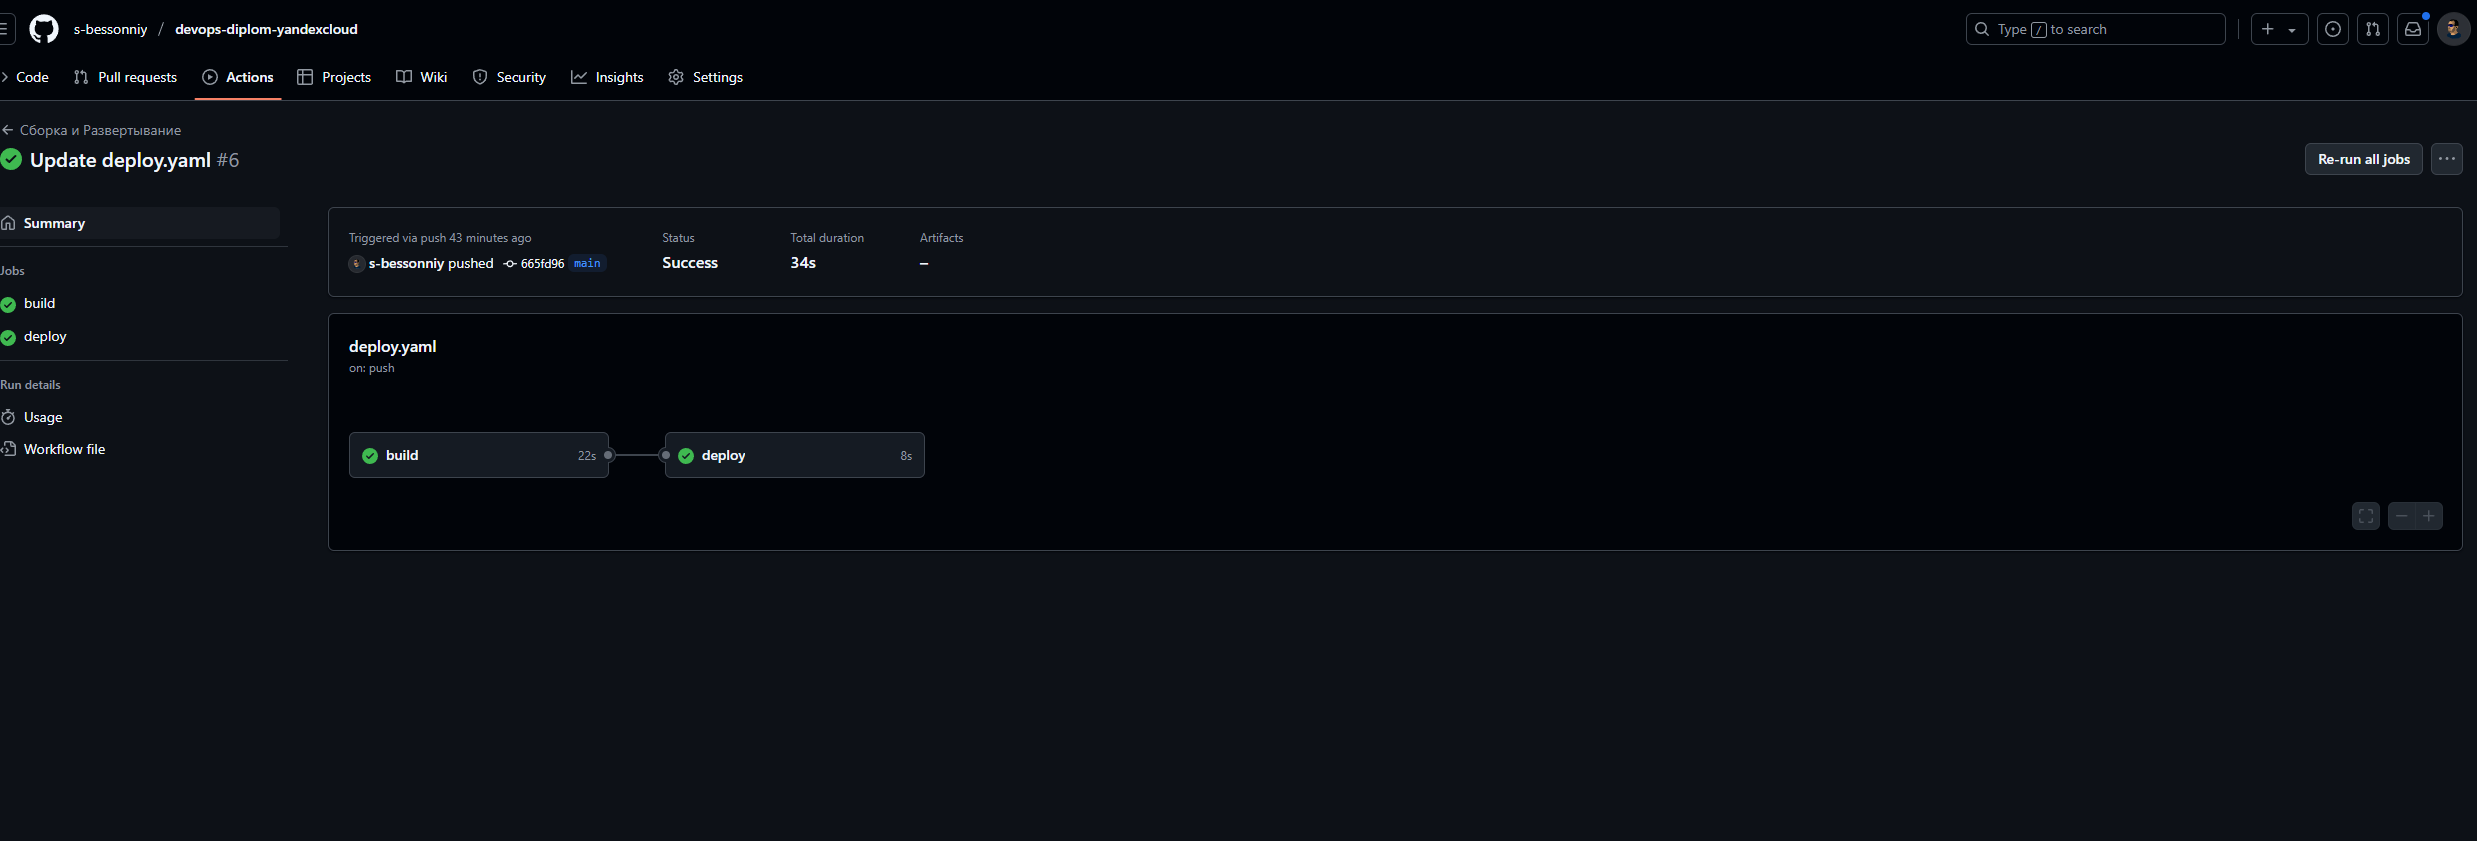 s-bessonniy / devops-diplom-yandexcloud
Type / to search
Code Pull requests Actions Projects Wiki Security Insights Settings
Сборка и Развертывание
Update deploy.yaml #6
Re-run all jobs
Summary
Jobs
build
deploy
Run details
Usage
Workflow file
Triggered via push 43 minutes ago
s-bessonniy pushed 665fd96 main
Status
Success
Total duration
34s
Artifacts
–
deploy.yaml
on: push
build 22s
deploy 8s